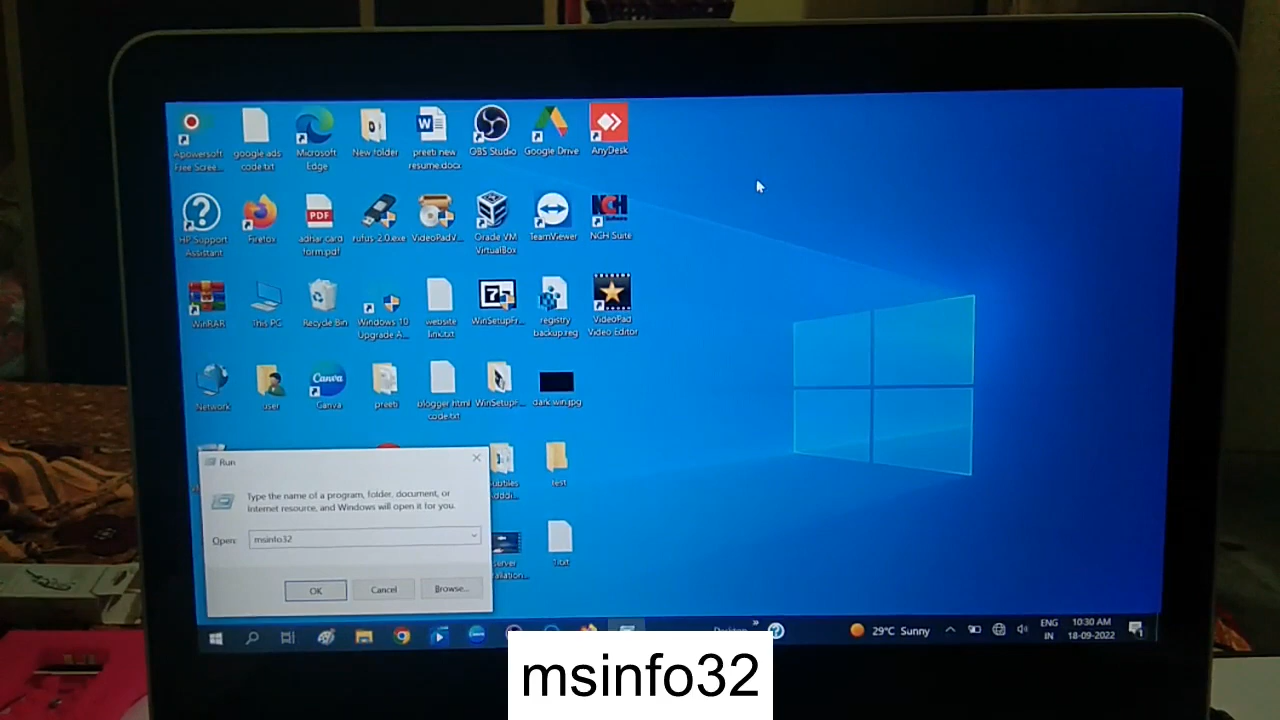 Apowersoft
Free Scree...
google ads
code.txt
Microsoft
Edge
New folder
preeti new
resume.docx
OBS Studio
Google Drive
AnyDesk
HP Support
Assistant
Firefox
PDF
adhar card
form.pdf
rufus-2.0.exe
VideoPadV...
Oracle VM
VirtualBox
TeamViewer
NCH
NCH Suite
WinRAR
This PC
Recycle Bin
Windows 10
Upgrade A...
website
link.txt
WinSetupFr...
registry
backup.reg
VideoPad
Video Editor
Network
user
Canva
Canva
preeti
blogger html
code.txt
WinSetupF...
dark win.jpg
test
1.txt
Run
Type the name of a program, folder, document, or
Internet resource, and Windows will open it for you.
Open: msinfo32
OK Cancel Browse...
Desktop
29°C Sunny
ENG
IN
10:30 AM
18-09-2022
msinfo32